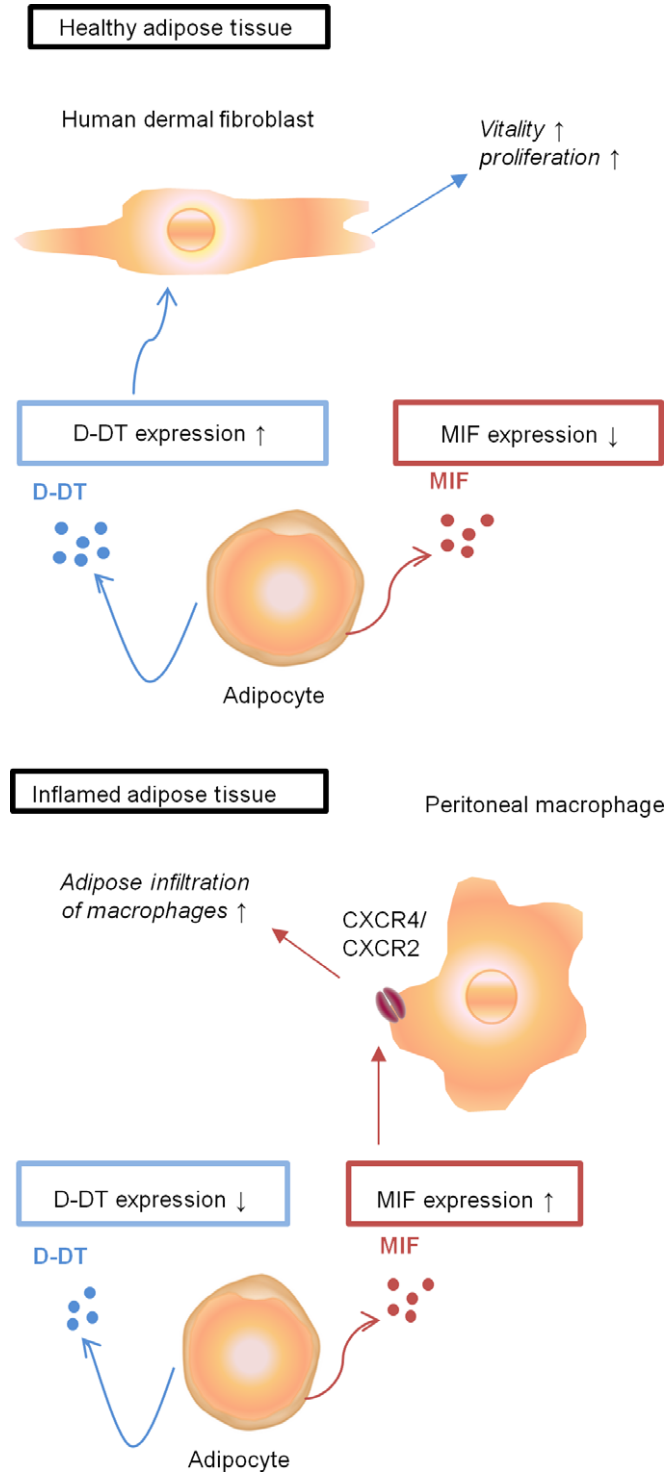 Healthy adipose tissue
Human dermal fibroblast
Vitality ↑
proliferation ↑
D-DT expression ↑
MIF expression ↓
D-DT
MIF
Adipocyte
Inflamed adipose tissue
Peritoneal macrophage
Adipose infiltration
of macrophages ↑
CXCR4/
CXCR2
D-DT expression ↓
MIF expression ↑
D-DT
MIF
Adipocyte